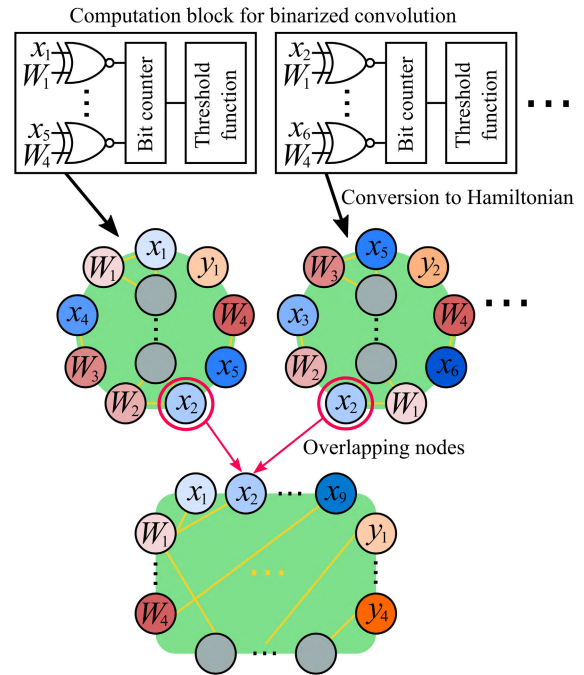 Computation block for binarized convolution
x₁
W₁
x₅
W₄
Bit counter
Threshold
function
x₂
W₁
x₆
W₄
Bit counter
Threshold
function
Conversion to Hamiltonian
x₁
W₁
y₁
x₄
W₄
W₃
x₅
W₂
x₂
x₅
W₃
y₂
x₃
W₄
W₂
x₆
x₂
W₁
Overlapping nodes
x₁
x₂
x₉
W₁
y₁
W₄
y₄